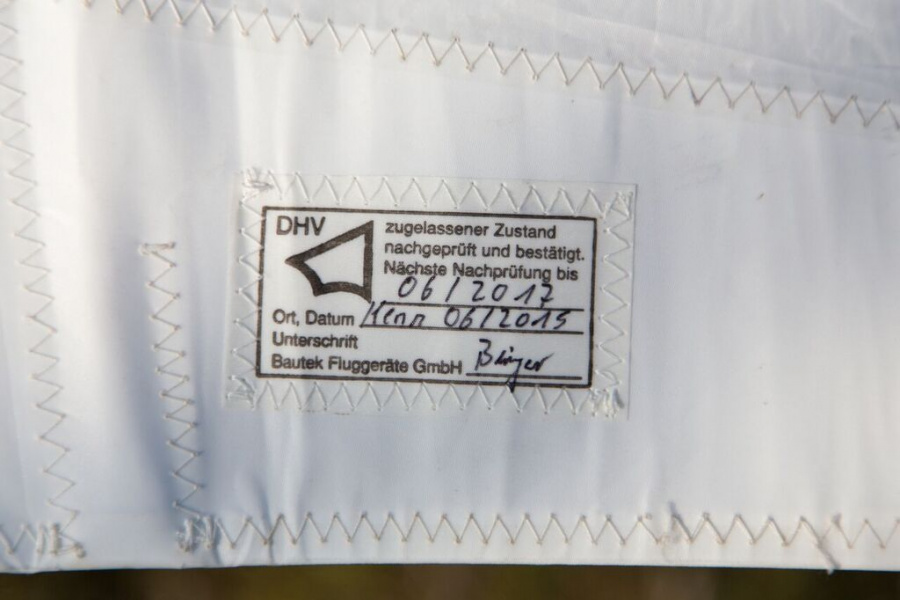 DHV
zugelassener Zustand
nachgeprüft und bestätigt.
Nächste Nachprüfung bis
06/2017
Ort, Datum Kenn 06/2015
Unterschrift
Bautek Fluggeräte GmbH